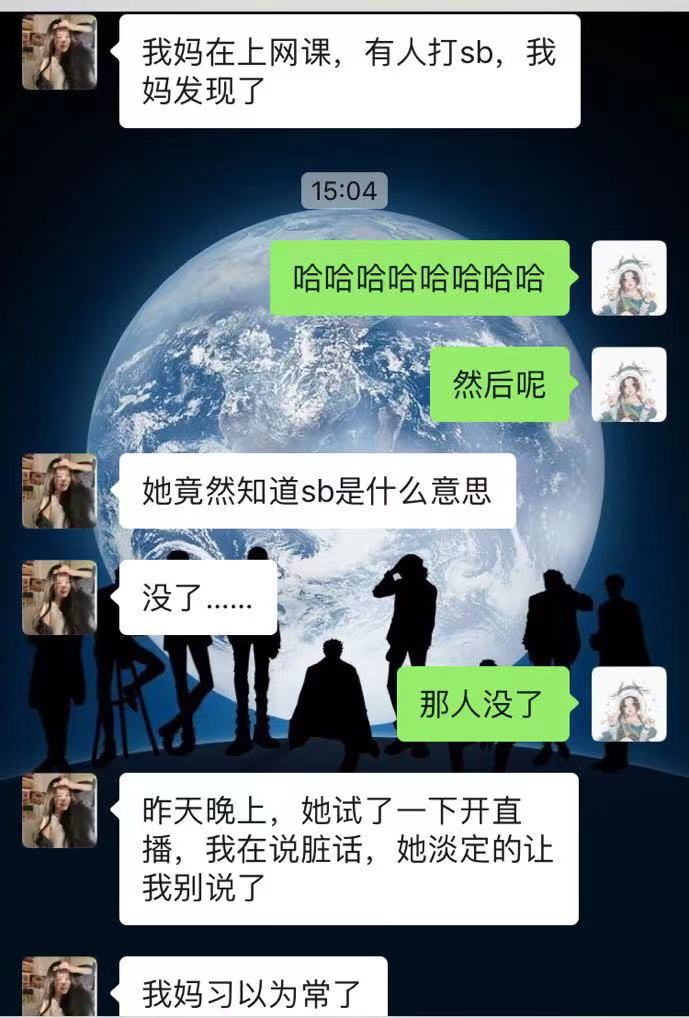 我妈在上网课，有人打sb，我
妈发现了
15:04
哈哈哈哈哈哈哈哈
然后呢
她竟然知道sb是什么意思
没了……
那人没了
昨天晚上，她试了一下开直
播，我在说脏话，她淡定的让
我别说了
我妈习以为常了